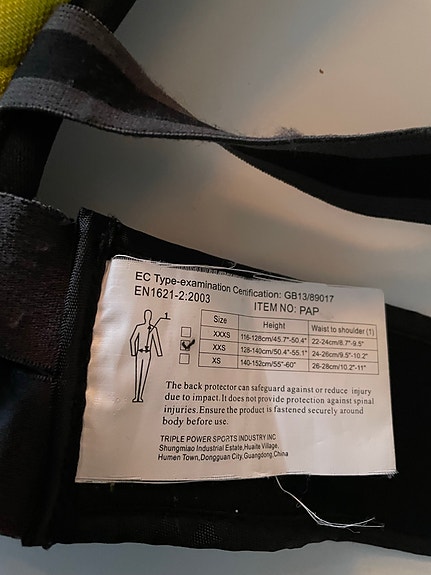 EC Type-examination Certification: GB13/89017
EN1621-2:2003
ITEM NO: PAP
1
Size Height Waist to shoulder (1)
XXXS 116-128cm/45.7"-50.4" 22-24cm/8.7"-9.5"
XXS 128-140cm/50.4"-55.1" 24-26cm/9.5"-10.2"
XS 140-152cm/55"-60" 26-28cm/10.2"-11"
The back protector can safeguard against or reduce injury
due to impact.It does not provide protection against spinal
injuries.Ensure the product is fastened securely around
body before use.
TRIPLE POWER SPORTS INDUSTRY INC
Shungmiao Industrial Estate,Huaite Village,
Humen Town,Dongguan City,Guangdong,China